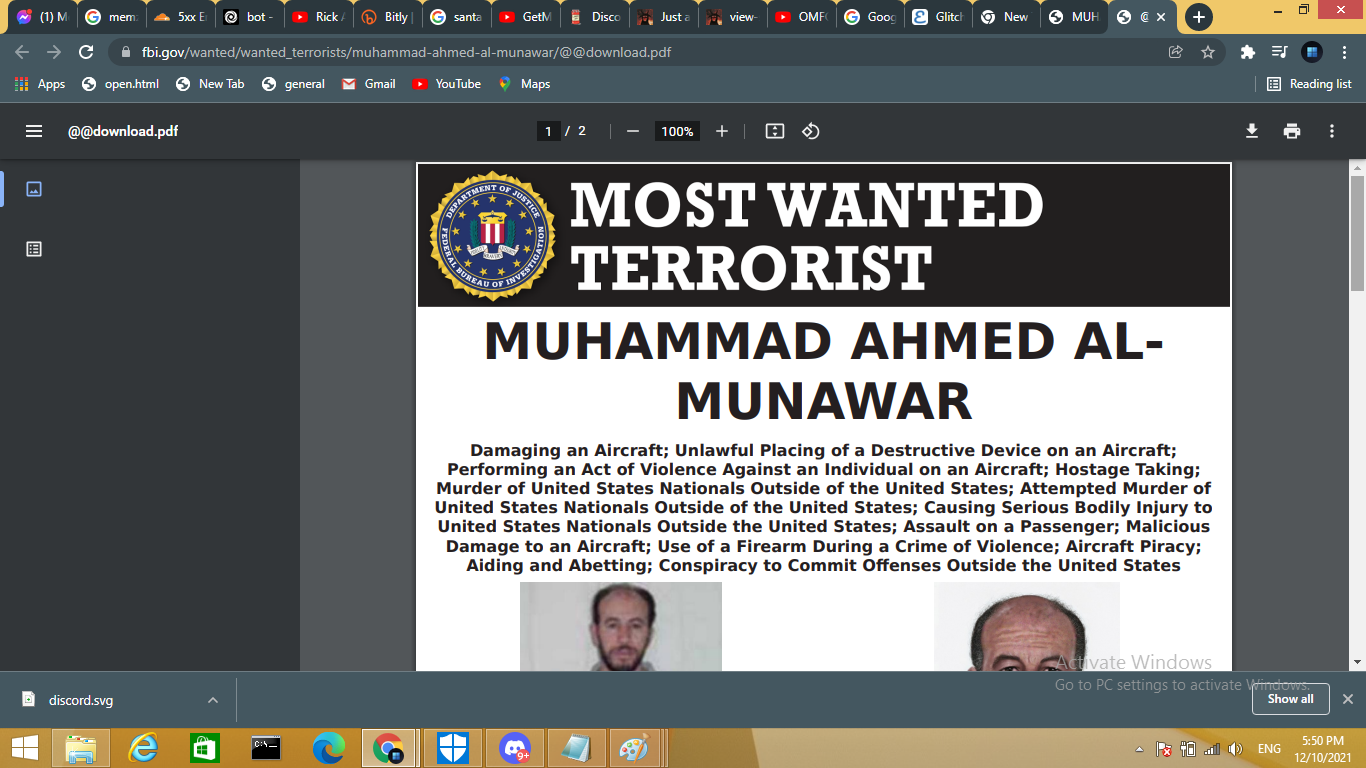 (1) M
mem
5xx E
bot -
Rick A
Bitly |
santa
GetM
Disco
Just a
view-
OMFG
Goog
Glitch
New
MUH
@
fbi.gov/wanted/wanted_terrorists/muhammad-ahmed-al-munawar/@@download.pdf
Apps open.html New Tab general Gmail YouTube Maps Reading list
@@download.pdf 1 / 2 100%
DEPARTMENT OF JUSTICE
FEDERAL BUREAU OF INVESTIGATION
MOST WANTED
TERRORIST
MUHAMMAD AHMED AL-
MUNAWAR
Damaging an Aircraft; Unlawful Placing of a Destructive Device on an Aircraft;
Performing an Act of Violence Against an Individual on an Aircraft; Hostage Taking;
Murder of United States Nationals Outside of the United States; Attempted Murder of
United States Nationals Outside of the United States; Causing Serious Bodily Injury to
United States Nationals Outside the United States; Assault on a Passenger; Malicious
Damage to an Aircraft; Use of a Firearm During a Crime of Violence; Aircraft Piracy;
Aiding and Abetting; Conspiracy to Commit Offenses Outside the United States
Activate Windows
Go to PC settings to activate Windows.
discord.svg Show all
C:\>_
9+
ENG
5:50 PM
12/10/2021